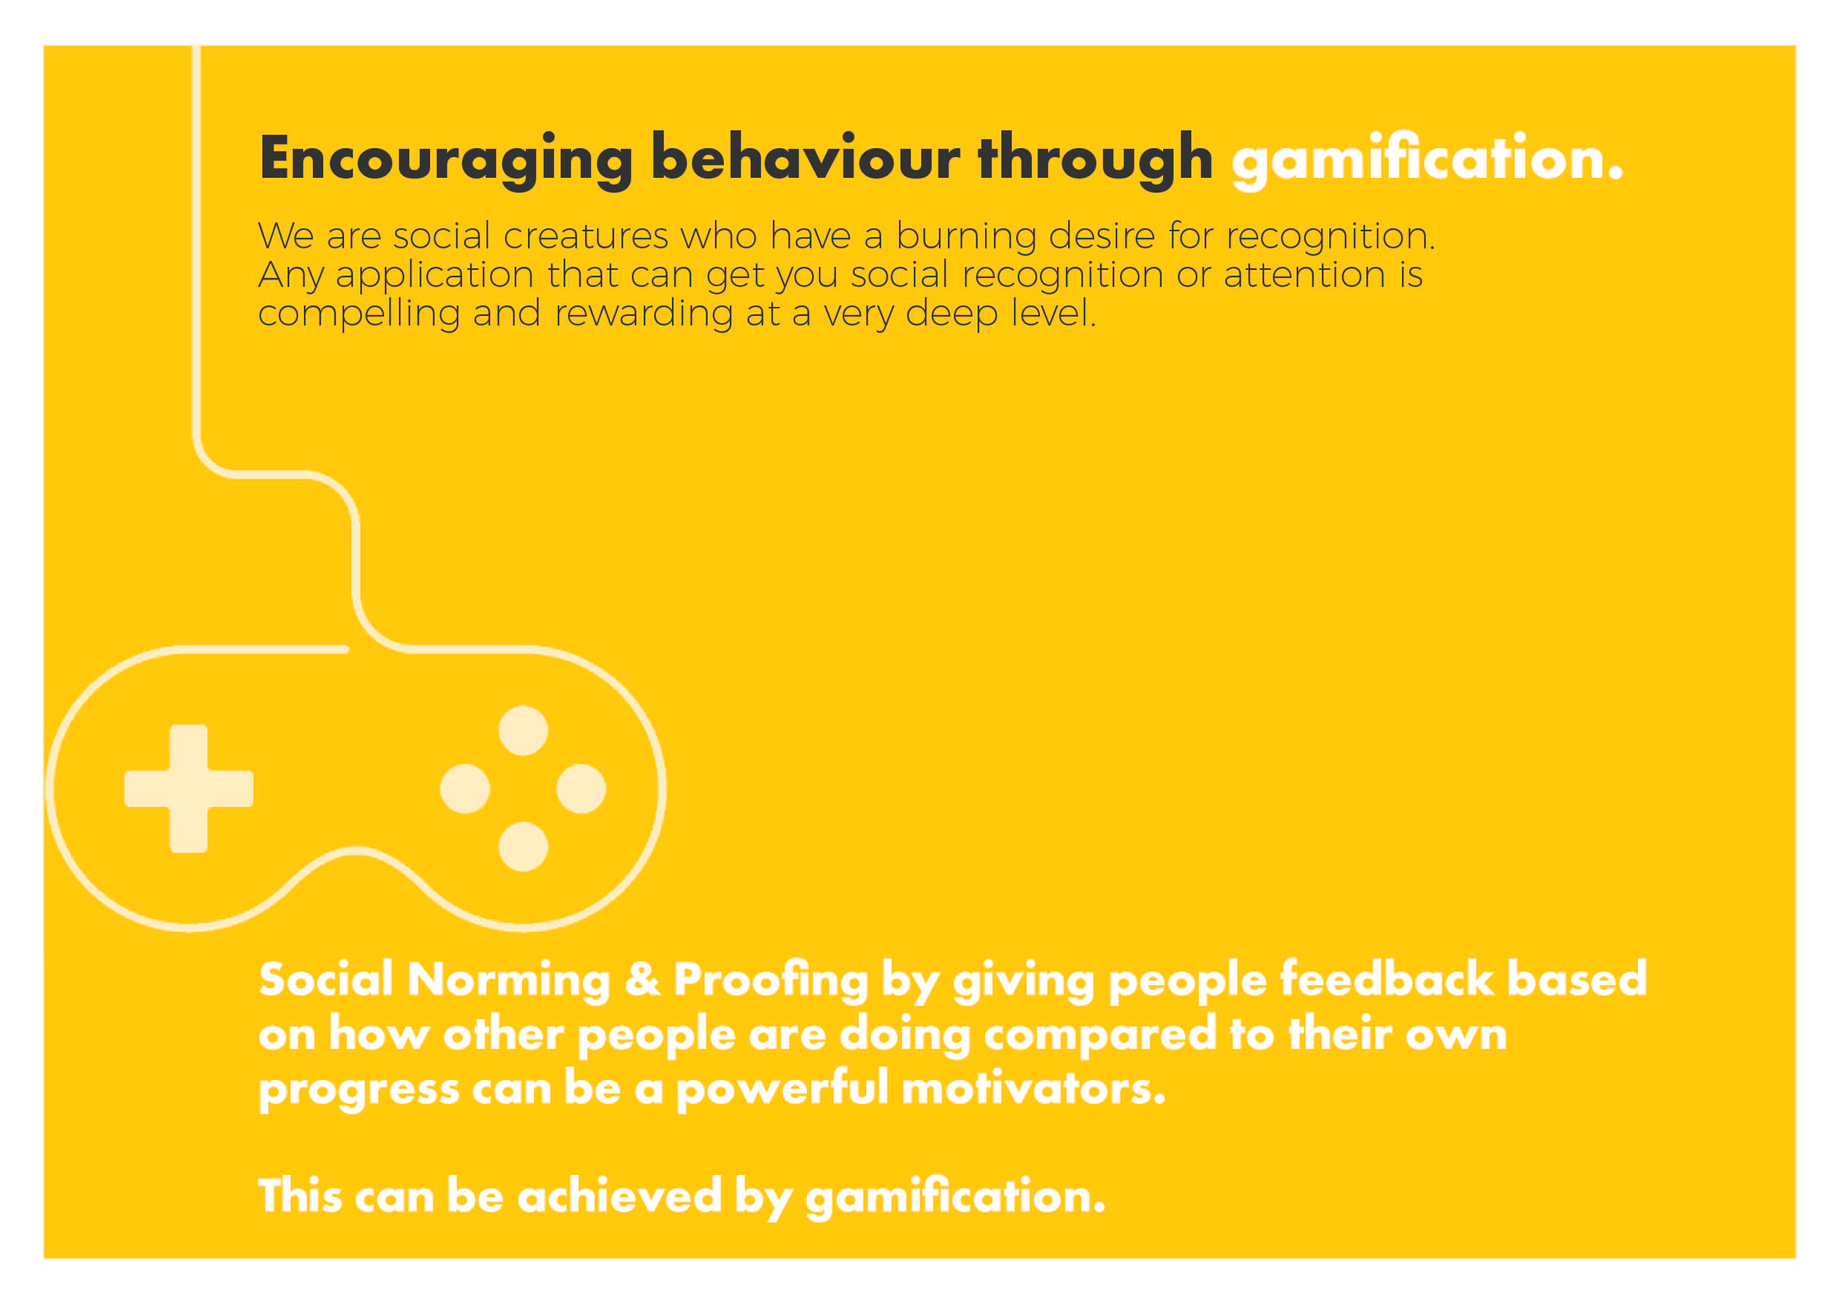 Encouraging behaviour through gamification.
We are social creatures who have a burning desire for recognition.
Any application that can get you social recognition or attention is
compelling and rewarding at a very deep level.
Social Norming & Proofing by giving people feedback based
on how other people are doing compared to their own
progress can be a powerful motivators.
This can be achieved by gamification.